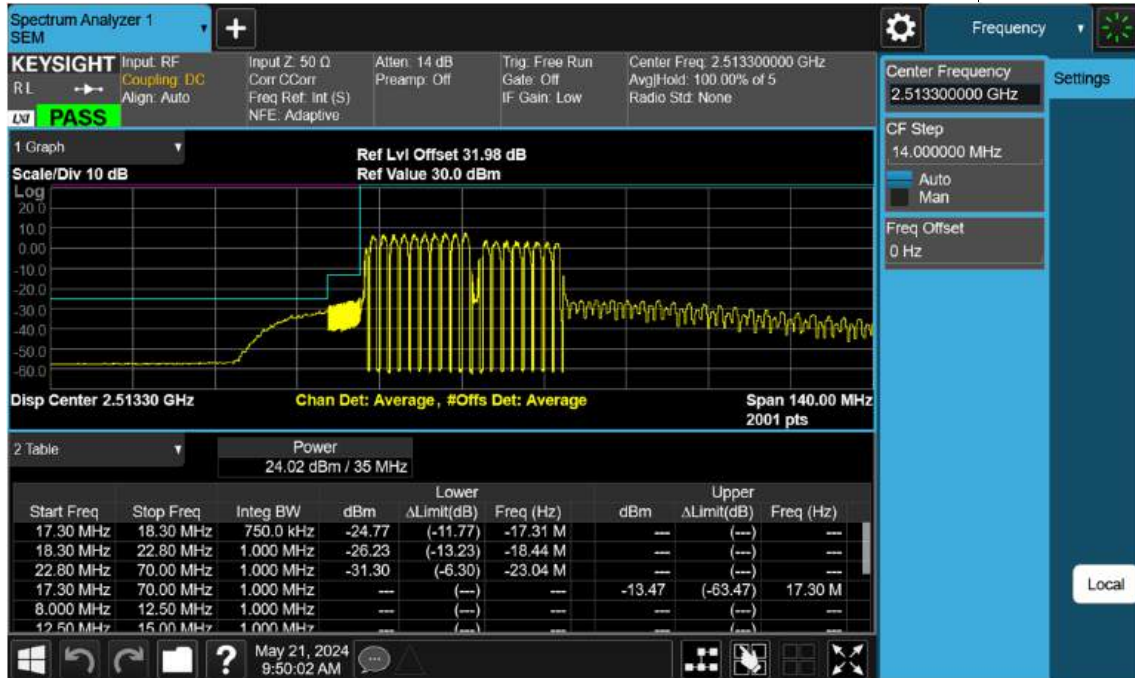 Spectrum Analyzer 1
SEM
+
Frequency
KEYSIGHT
R L
LXI
PASS
Input: RF
Coupling: DC
Align: Auto
Input Z: 50 Ω
Corr CCorr
Freq Ref: Int (S)
NFE: Adaptive
Atten: 14 dB
Preamp: Off
Trig: Free Run
Gate: Off
IF Gain: Low
Center Freq: 2.513300000 GHz
Avg|Hold: 100.00% of 5
Radio Std: None
Center Frequency
2.513300000 GHz
Settings
CF Step
14.000000 MHz
Auto
Man
Freq Offset
0 Hz
Local
1 Graph
Scale/Div 10 dB
Ref Lvl Offset 31.98 dB
Ref Value 30.0 dBm
Log
20.0
10.0
0.00
-10.0
-20.0
-30.0
-40.0
-50.0
-60.0
Disp Center 2.51330 GHz
Chan Det: Average, #Offs Det: Average
Span 140.00 MHz
2001 pts
2 Table
Power
24.02 dBm / 35 MHz
Lower Upper
Start Freq Stop Freq Integ BW dBm ΔLimit(dB) Freq (Hz) dBm ΔLimit(dB) Freq (Hz)
17.30 MHz 18.30 MHz 750.0 kHz -24.77 (-11.77) -17.31 M --- (---) ---
18.30 MHz 22.80 MHz 1.000 MHz -26.23 (-13.23) -18.44 M --- (---) ---
22.80 MHz 70.00 MHz 1.000 MHz -31.30 (-6.30) -23.04 M --- (---) ---
17.30 MHz 70.00 MHz 1.000 MHz --- (---) --- -13.47 (-63.47) 17.30 M
8.000 MHz 12.50 MHz 1.000 MHz --- (---) --- --- (---) ---
12.50 MHz 15.00 MHz 1.000 MHz --- (---) --- --- (---) ---
?
May 21, 2024
9:50:02 AM